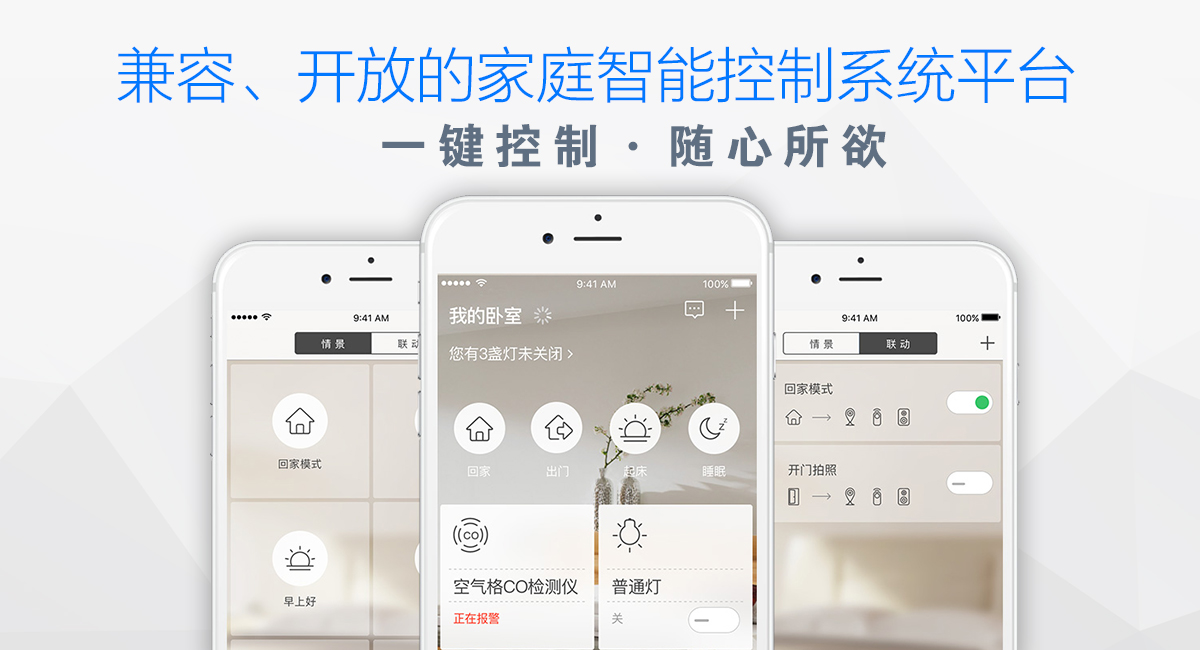 兼容、开放的家庭智能控制系统平台
一键控制·随心所欲
9:41 AM
情景 联动
回家模式
早上好
9:41 AM 100%
我的卧室
您有3盏灯未关闭 >
回家 出门 起床 睡眠
CO
空气格CO检测仪
正在报警
普通灯
关
9:41 AM 100%
情景 联动
回家模式
开门拍照